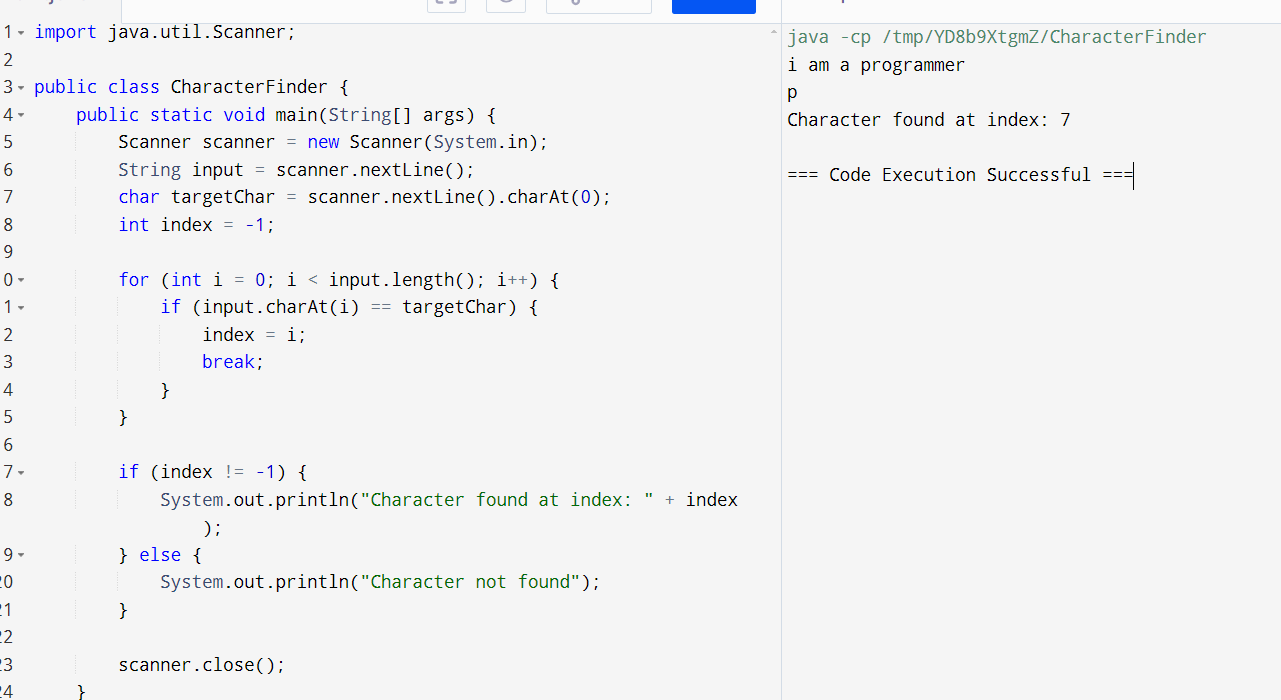 1 import java.util.Scanner;
2
3 public class CharacterFinder {
4 public static void main(String[] args) {
5 Scanner scanner = new Scanner(System.in);
6 String input = scanner.nextLine();
7 char targetChar = scanner.nextLine().charAt(0);
8 int index = -1;
9
0 for (int i = 0; i < input.length(); i++) {
1 if (input.charAt(i) == targetChar) {
2 index = i;
3 break;
4 }
5 }
6
7 if (index != -1) {
8 System.out.println("Character found at index: " + index
);
9 } else {
20 System.out.println("Character not found");
21 }
22
23 scanner.close();
24 }
java -cp /tmp/YD8b9XtgmZ/CharacterFinder
i am a programmer
p
Character found at index: 7
=== Code Execution Successful ===